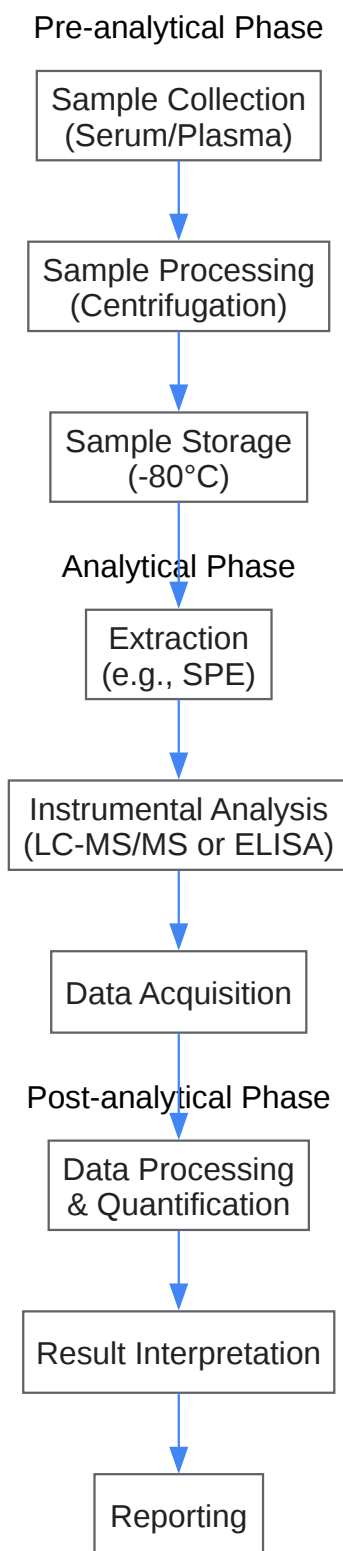 Pre-analytical Phase
Sample Collection
(Serum/Plasma)
Sample Processing
(Centrifugation)
Sample Storage
(-80°C)
Analytical Phase
Extraction
(e.g., SPE)
Instrumental Analysis
(LC-MS/MS or ELISA)
Data Acquisition
Post-analytical Phase
Data Processing
& Quantification
Result Interpretation
Reporting